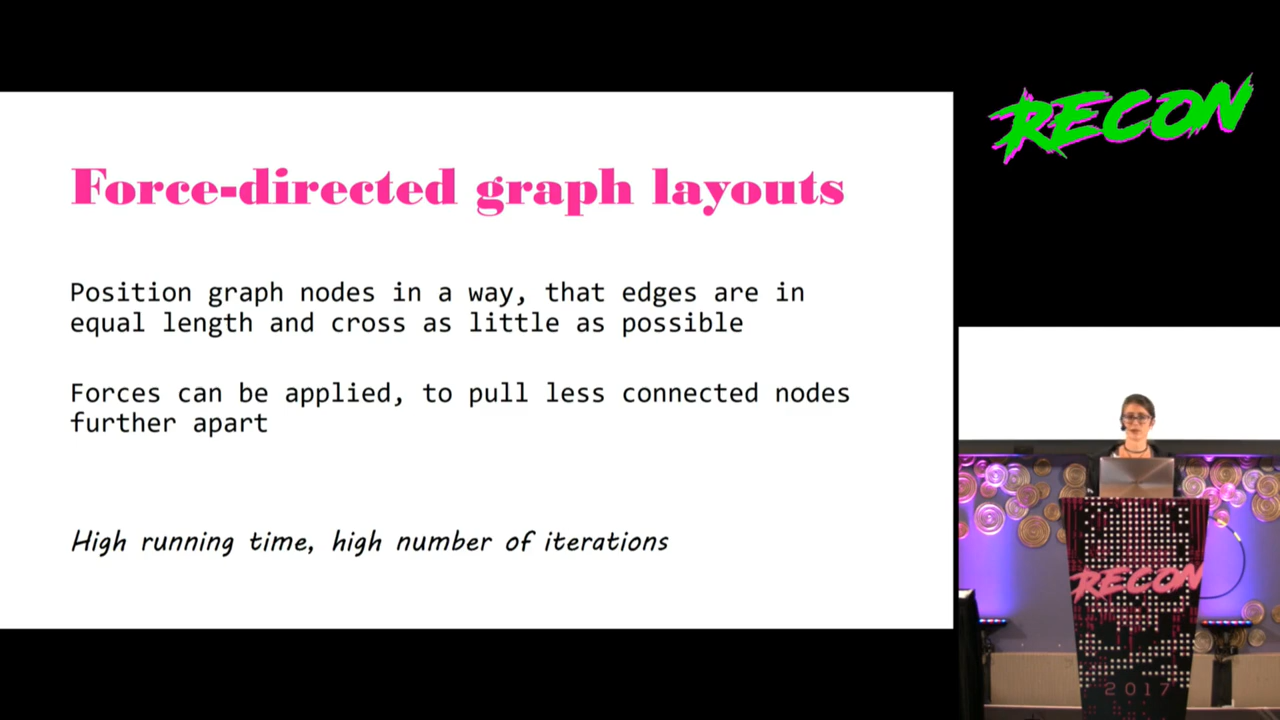 RECON
Force-directed graph layouts
Position graph nodes in a way, that edges are in
equal length and cross as little as possible
Forces can be applied, to pull less connected nodes
further apart
High running time, high number of iterations
RECON
2017